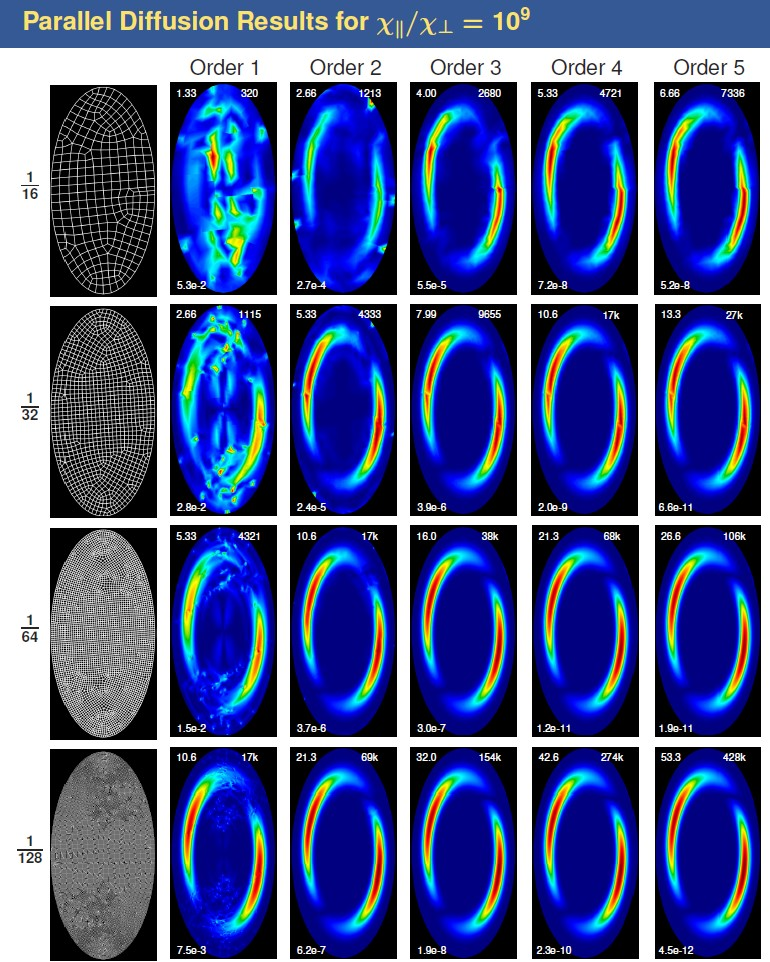 Parallel Diffusion Results for χ∥/χ⊥ = 10⁹
Order 1 Order 2 Order 3 Order 4 Order 5
1.33 320 2.66 1213 4.00 2680 5.33 4721 6.66 7336
1/16
5.3e-2 2.7e-4 5.5e-5 7.2e-8 5.2e-8
2.66 1115 5.33 4333 7.99 9655 10.6 17k 13.3 27k
1/32
2.8e-2 2.4e-5 3.9e-6 2.0e-9 6.6e-11
5.33 4321 10.6 17k 16.0 38k 21.3 68k 26.6 106k
1/64
1.5e-2 3.7e-6 3.0e-7 1.2e-11 1.9e-11
10.6 17k 21.3 69k 32.0 154k 42.6 274k 53.3 428k
1/128
7.5e-3 6.2e-7 1.9e-8 2.3e-10 4.5e-12